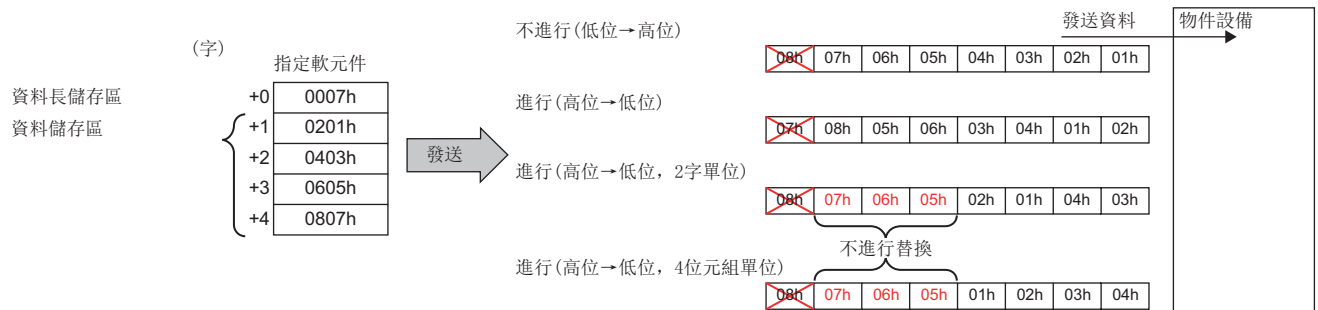 發送資料 物件設備
不進行(低位→高位)
08h 07h 06h 05h 04h 03h 02h 01h
(字)
指定軟元件
資料長儲存區 +0 0007h
資料儲存區 +1 0201h
+2 0403h
+3 0605h
+4 0807h
發送
進行(高位→低位)
07h 08h 05h 06h 03h 04h 01h 02h
進行(高位→低位，2字單位)
08h 07h 06h 05h 02h 01h 04h 03h
不進行替換
進行(高位→低位，4位元組單位)
08h 07h 06h 05h 01h 02h 03h 04h